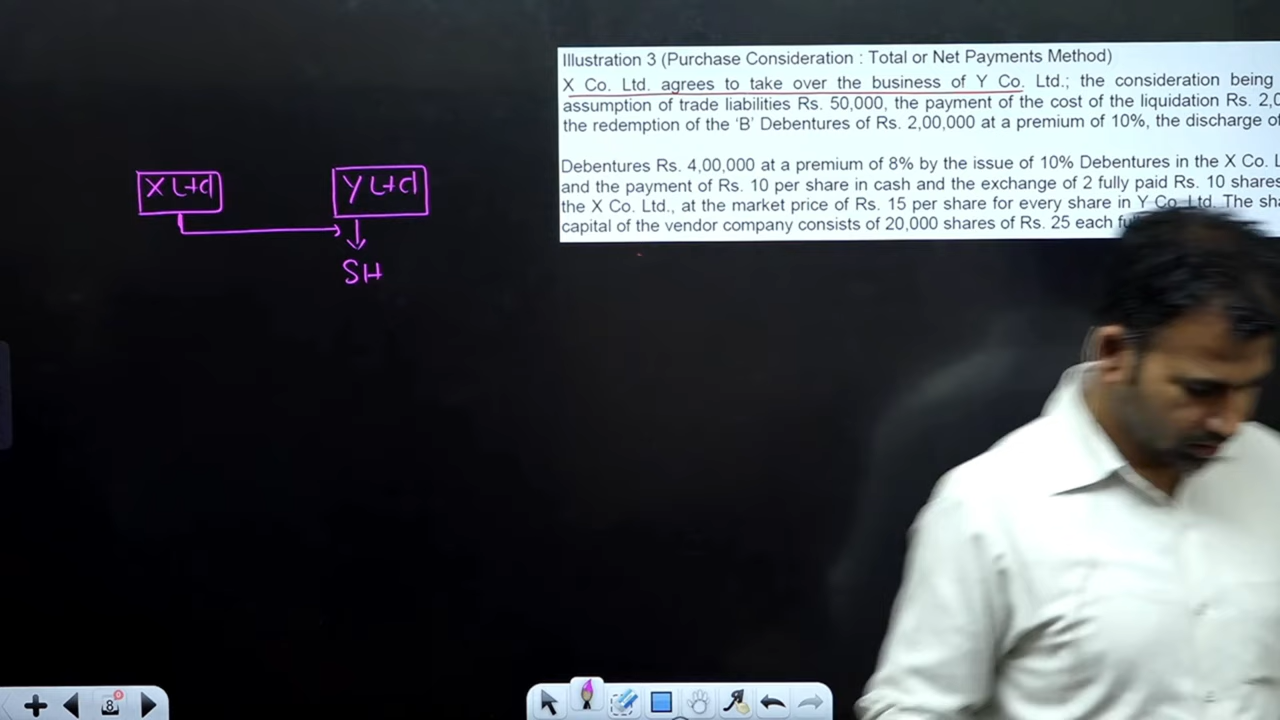 Illustration 3 (Purchase Consideration : Total or Net Payments Method)
X Co. Ltd. agrees to take over the business of Y Co. Ltd.; the consideration being
assumption of trade liabilities Rs. 50,000, the payment of the cost of the liquidation Rs.
the redemption of the ‘B’ Debentures of Rs. 2,00,000 at a premium of 10%, the discharge of
Debentures Rs. 4,00,000 at a premium of 8% by the issue of 10% Debentures in the X Co.
and the payment of Rs. 10 per share in cash and the exchange of 2 fully paid Rs. 10 shares
the X Co. Ltd., at the market price of Rs. 15 per share for every share in Y Co. Ltd. The
capital of the vendor company consists of 20,000 shares of Rs. 25 each
X Ltd
Y Ltd
SH
8